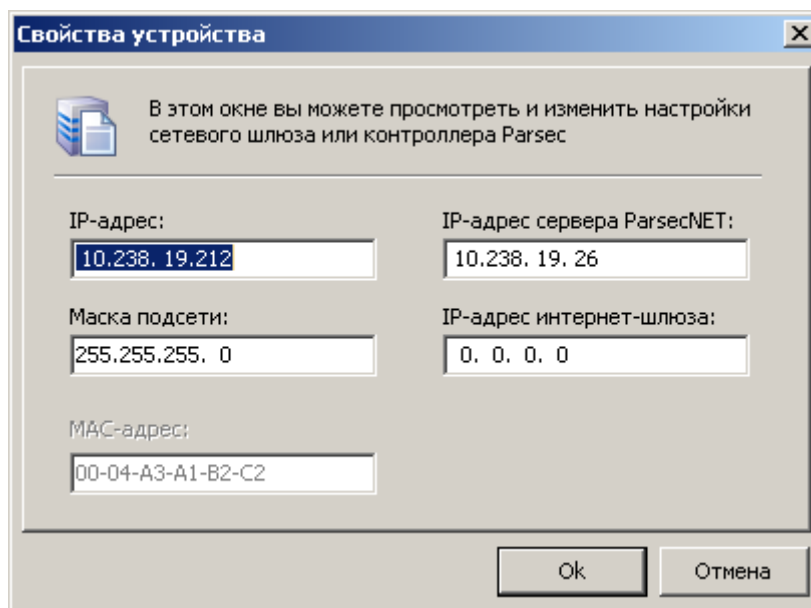 Свойства устройства
В этом окне вы можете просмотреть и изменить настройки
сетевого шлюза или контроллера Parsec
IP-адрес:
10.238. 19.212
IP-адрес сервера ParsecNET:
10.238. 19. 26
Маска подсети:
255.255.255. 0
IP-адрес интернет-шлюза:
0. 0. 0. 0
MAC-адрес:
00-04-A3-A1-B2-C2
Ok
Отмена